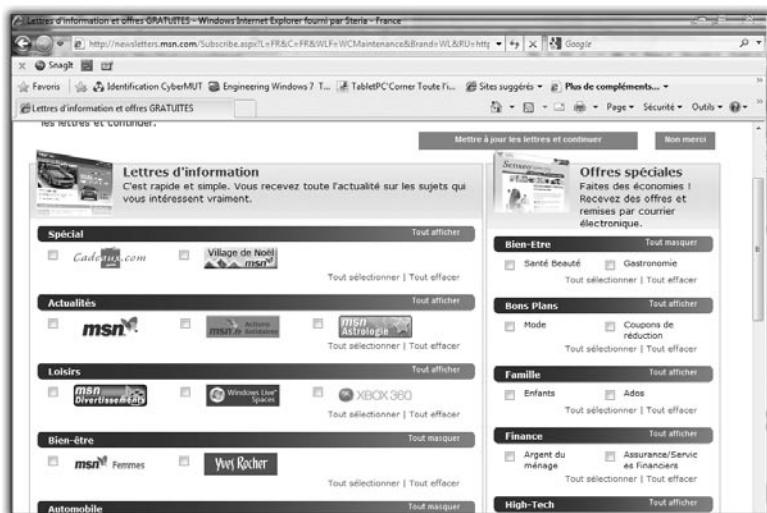 Lettres d'information et offres GRATUITES - Windows Internet Explorer fourni par Steria - France
http://newsletters.msn.com/Subscribe.aspx?L=FR&C=FR&WLF=WCMaintenance&Brand=WL&RU=http
Google
x SnagIt
Favoris Identification CyberMUT Engineering Windows 7 T... TabletPC'Corner Toute l'i... Sites suggérés Plus de compléments...
Lettres d'information et offres GRATUITES
Page Sécurité Outils
les lettres et continuer.
Mettre à jour les lettres et continuer Non merci
Lettres d'information
C'est rapide et simple. Vous recevez toute l'actualité sur les sujets qui
vous intéressent vraiment.
Spécial Tout afficher
Cadeaux.com Village de Noël msn
Tout sélectionner | Tout effacer
Actualités Tout afficher
msn msn.fr Actions Solidaires msn Astrologie
Tout sélectionner | Tout effacer
Loisirs Tout afficher
msn Divertissements Windows Live Spaces XBOX 360
Tout sélectionner | Tout effacer
Bien-être Tout masquer
msn Femmes Yves Rocher
Tout sélectionner | Tout effacer
Automobile Tout masquer
Offres spéciales
Faites des économies !
Recevez des offres et
remises par courrier
électronique.
Bien-Etre Tout masquer
Santé Beauté Gastronomie
Tout sélectionner | Tout effacer
Bons Plans Tout afficher
Mode Coupons de
réduction
Tout sélectionner | Tout effacer
Famille Tout afficher
Enfants Ados
Tout sélectionner | Tout effacer
Finance Tout afficher
Argent du Assurance/Servic
ménage es Financiers
Tout sélectionner | Tout effacer
High-Tech Tout afficher